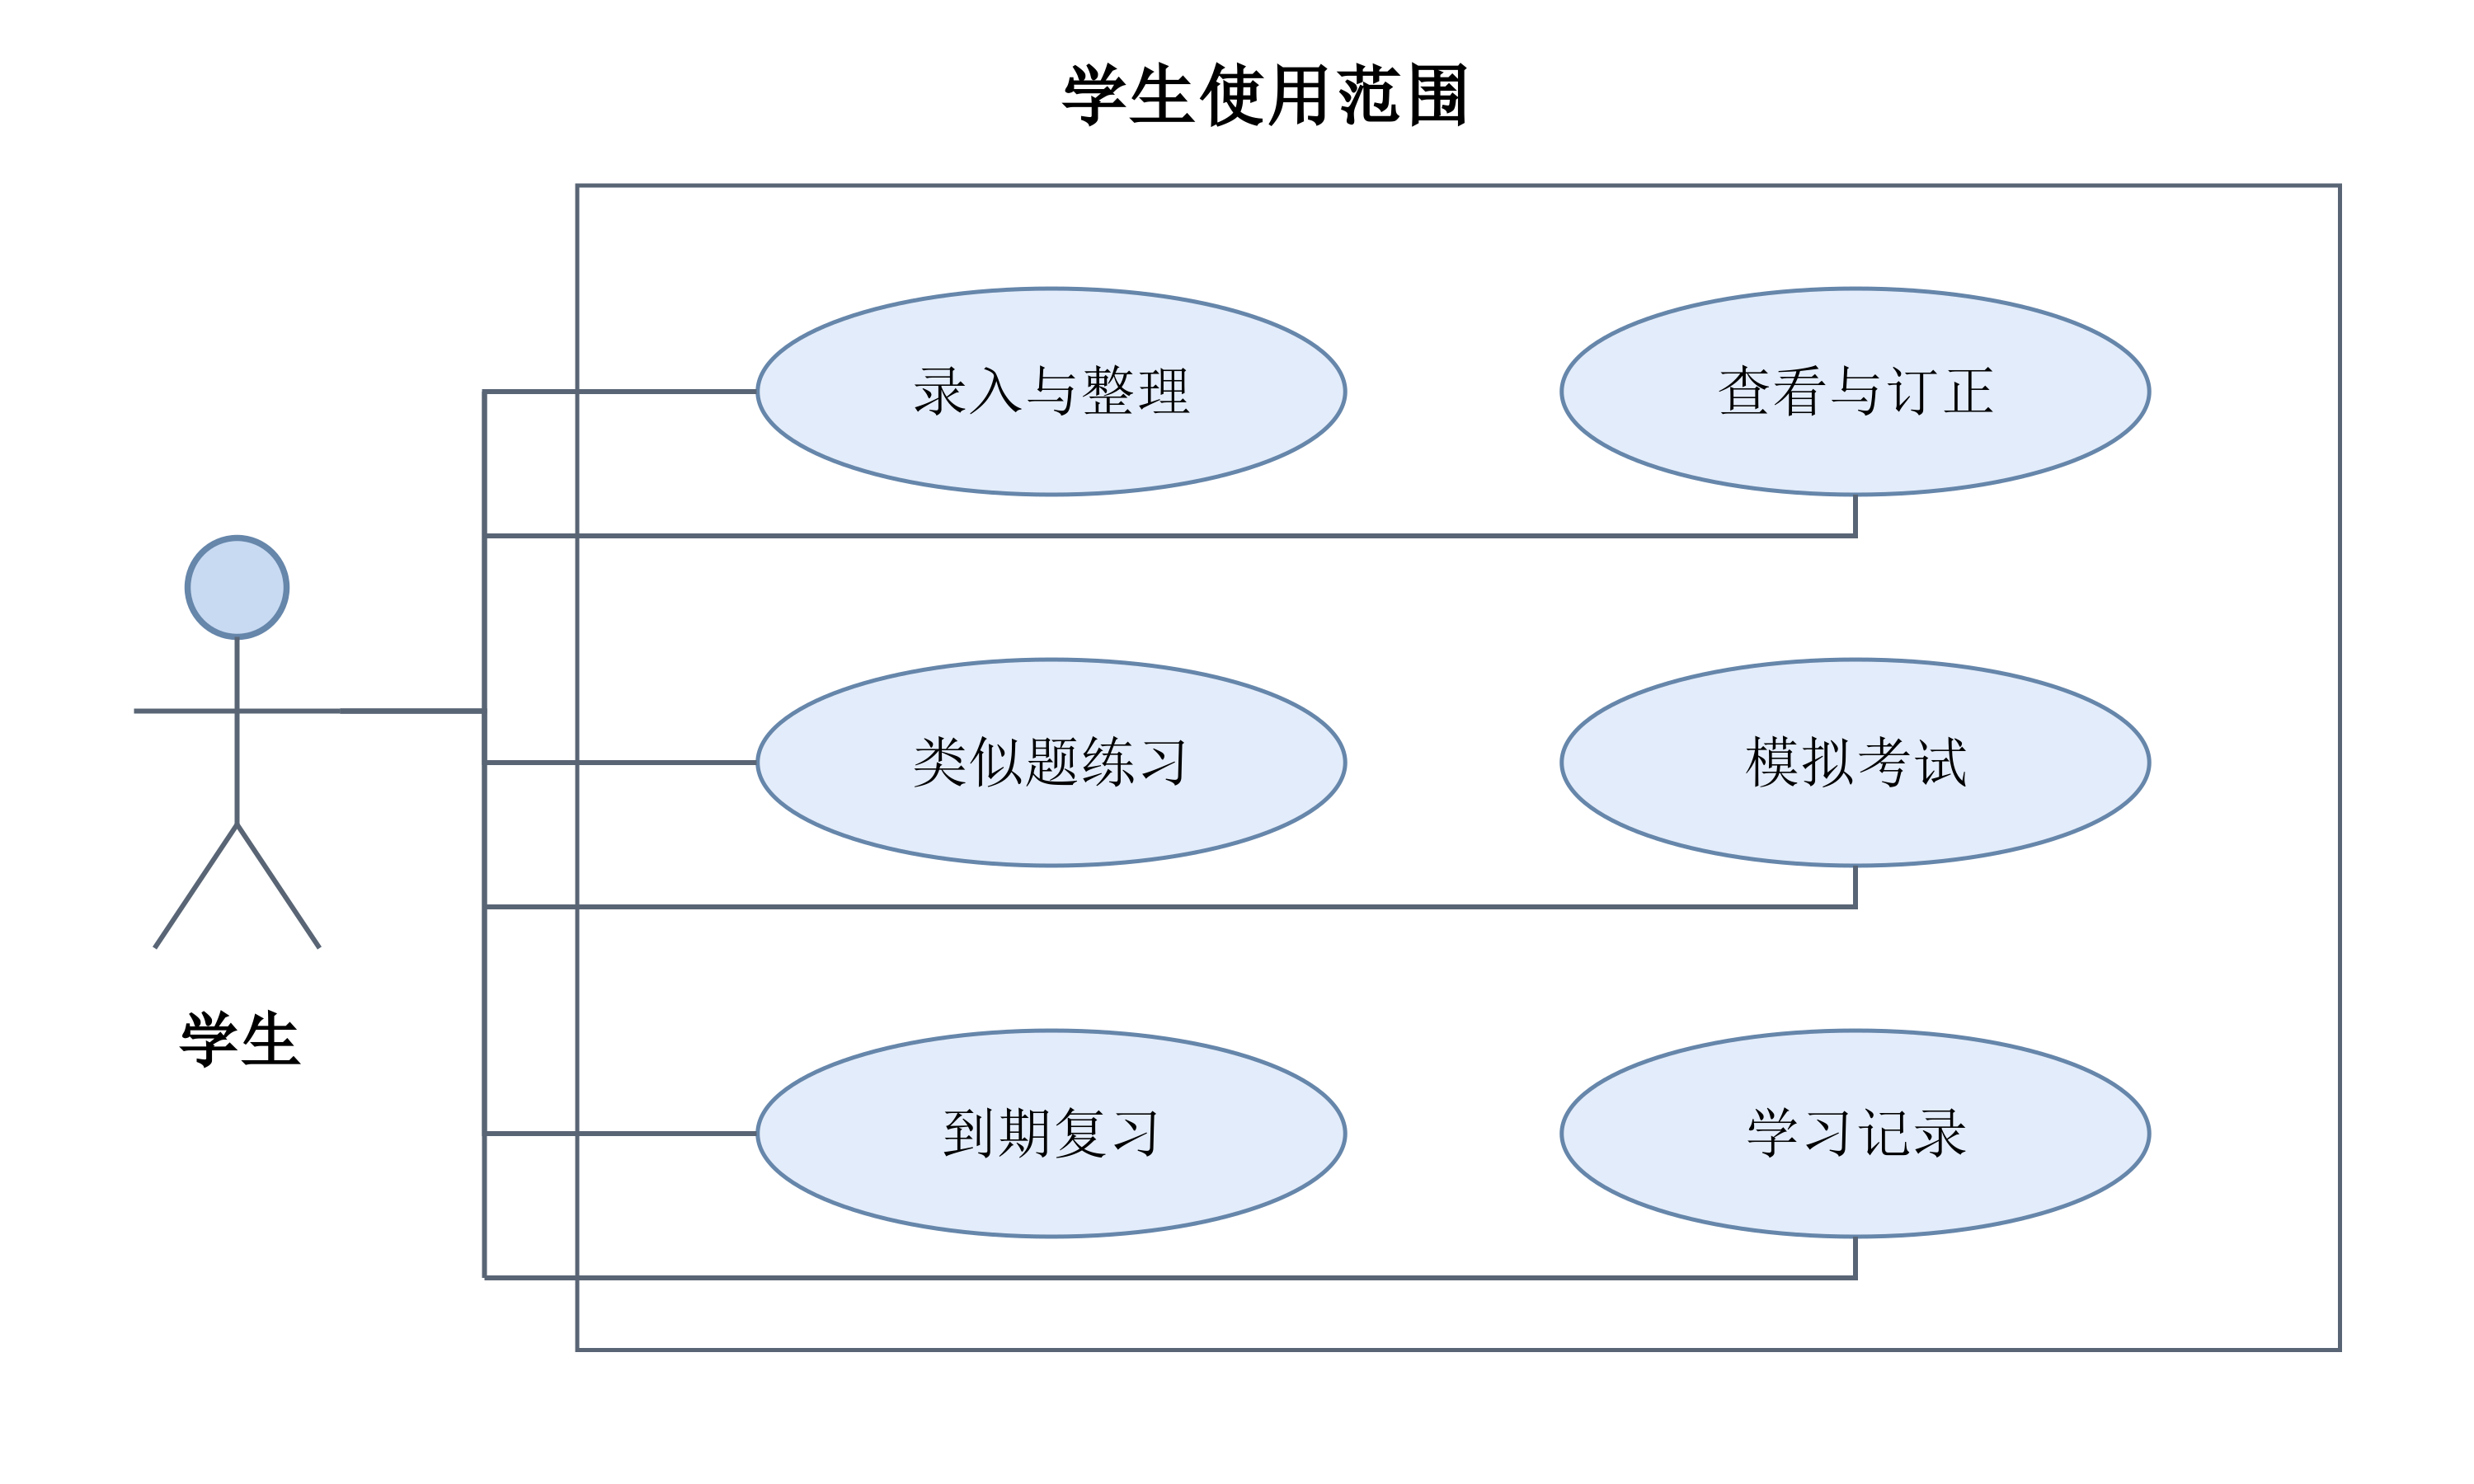 学生使用范围
录入与整理
查看与订正
类似题练习
模拟考试
学生
到期复习
学习记录